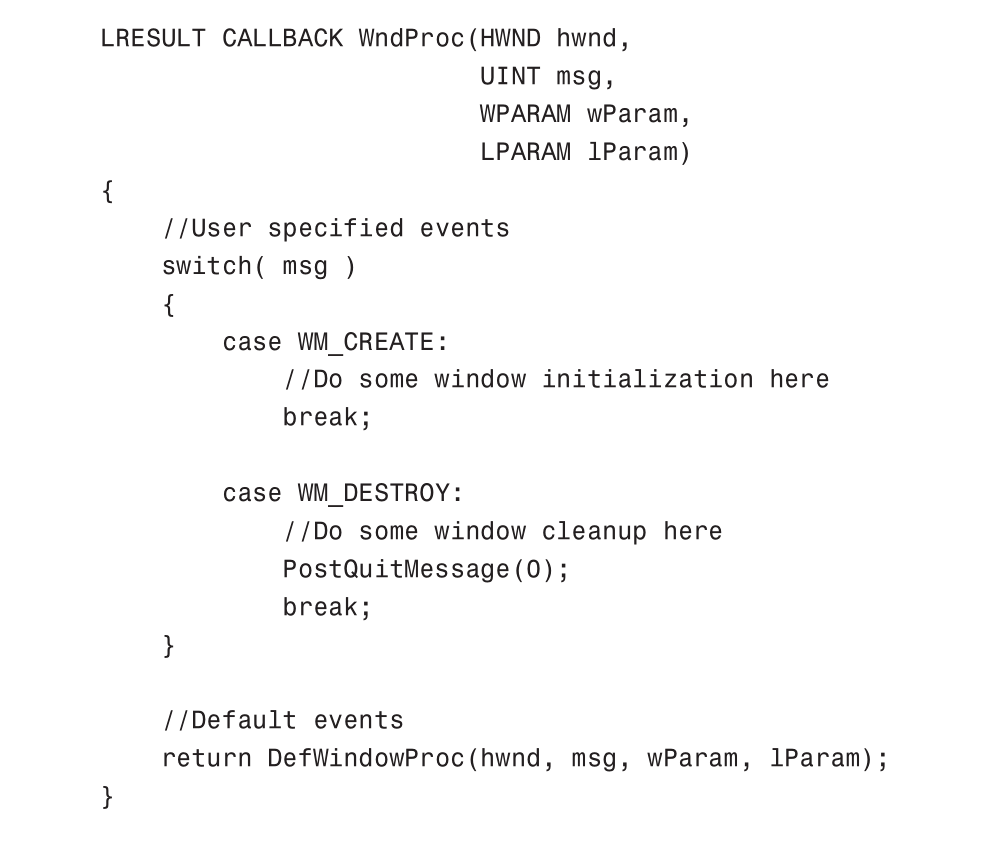 LRESULT CALLBACK WndProc(HWND hwnd,
                         UINT msg,
                         WPARAM wParam,
                         LPARAM lParam)
{
    //User specified events
    switch( msg )
    {
        case WM_CREATE:
            //Do some window initialization here
            break;

        case WM_DESTROY:
            //Do some window cleanup here
            PostQuitMessage(0);
            break;
    }

    //Default events
    return DefWindowProc(hwnd, msg, wParam, lParam);
}